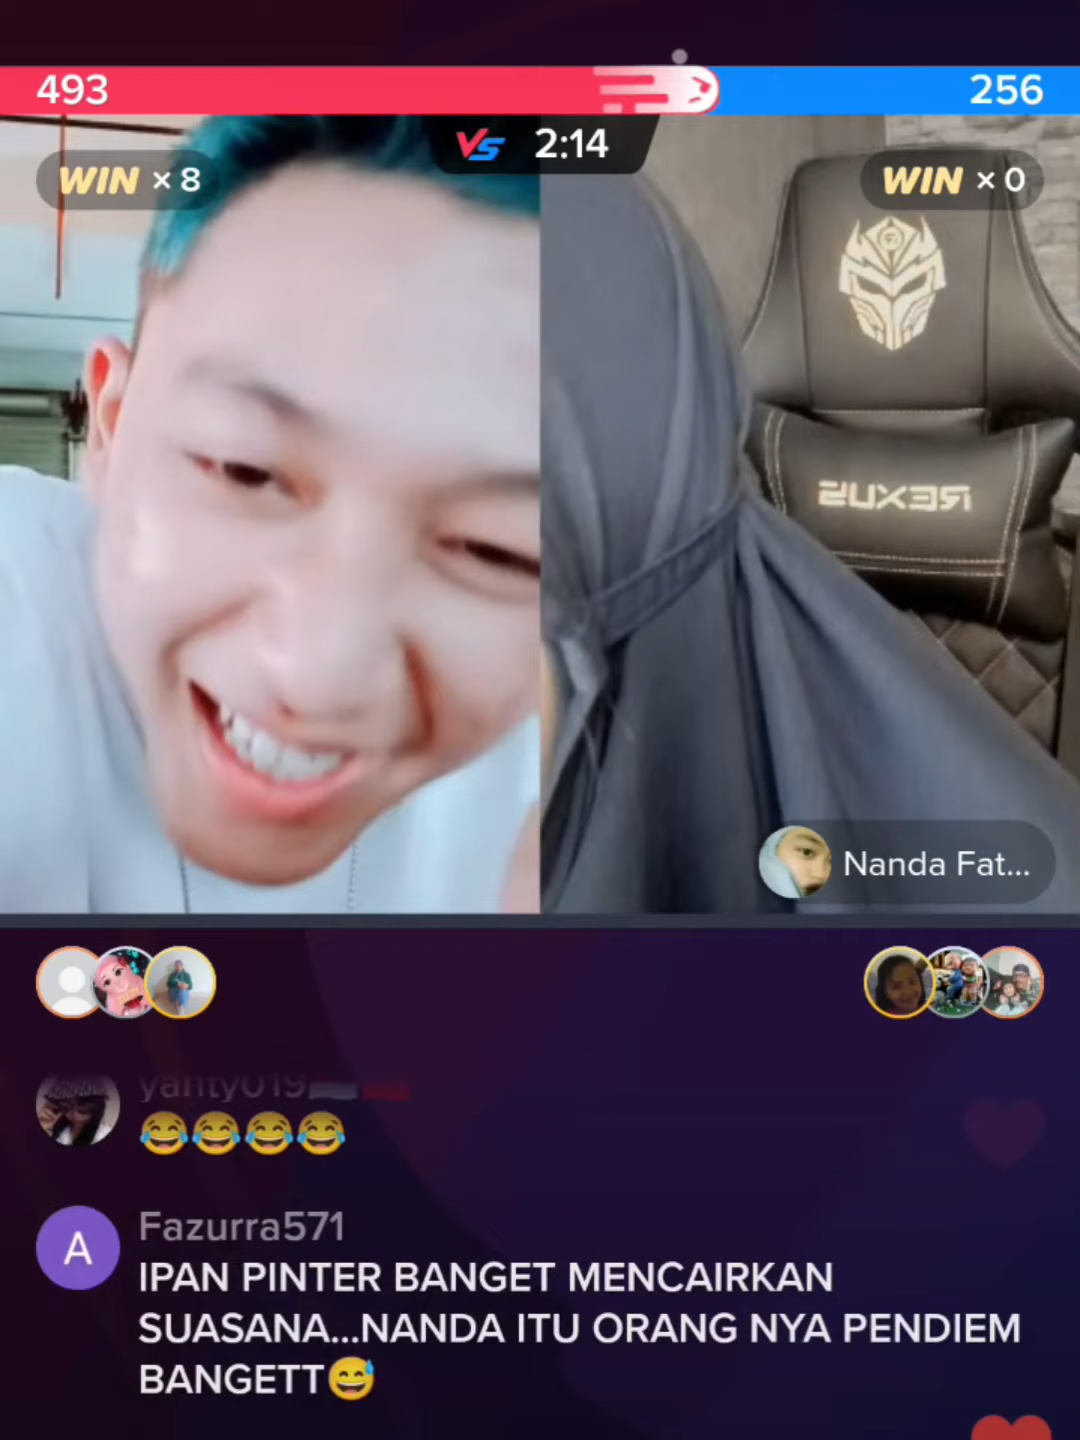 493
256
VS 2:14
WIN × 8
WIN × 0
REXUS
Nanda Fat...
yanty019
Fazurra571
A
IPAN PINTER BANGET MENCAIRKAN
SUASANA...NANDA ITU ORANG NYA PENDIEM
BANGETT😅